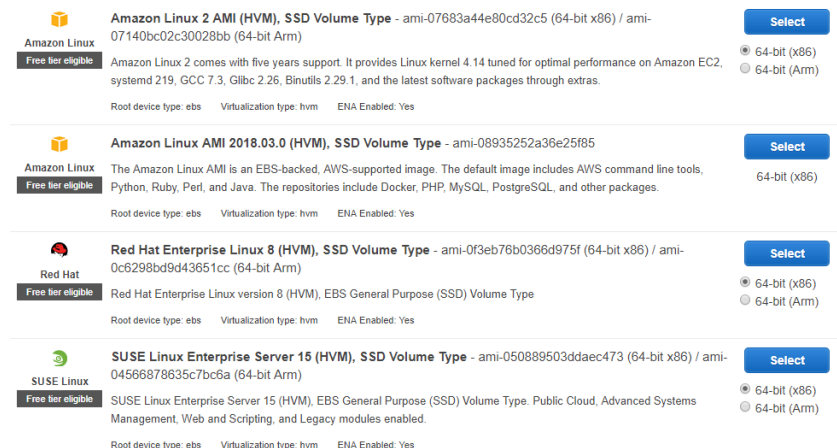 Amazon Linux 2 AMI (HVM), SSD Volume Type - ami-07683a44e80cd32c5 (64-bit x86) / ami-
07140bc02c30028bb (64-bit Arm)
Amazon Linux
Free tier eligible
Amazon Linux 2 comes with five years support. It provides Linux kernel 4.14 tuned for optimal performance on Amazon EC2,
systemd 219, GCC 7.3, Glibc 2.26, Binutils 2.29.1, and the latest software packages through extras.
Root device type: ebs Virtualization type: hvm ENA Enabled: Yes
Select
64-bit (x86)
64-bit (Arm)
Amazon Linux AMI 2018.03.0 (HVM), SSD Volume Type - ami-08935252a36e25f85
Amazon Linux
Free tier eligible
The Amazon Linux AMI is an EBS-backed, AWS-supported image. The default image includes AWS command line tools,
Python, Ruby, Perl, and Java. The repositories include Docker, PHP, MySQL, PostgreSQL, and other packages.
Root device type: ebs Virtualization type: hvm ENA Enabled: Yes
Select
64-bit (x86)
Red Hat Enterprise Linux 8 (HVM), SSD Volume Type - ami-0f3eb76b0366d975f (64-bit x86) / ami-
0c6298bd9d43651cc (64-bit Arm)
Red Hat
Free tier eligible
Red Hat Enterprise Linux version 8 (HVM), EBS General Purpose (SSD) Volume Type
Root device type: ebs Virtualization type: hvm ENA Enabled: Yes
Select
64-bit (x86)
64-bit (Arm)
SUSE Linux Enterprise Server 15 (HVM), SSD Volume Type - ami-050889503ddaec473 (64-bit x86) / ami-
04566878635c7bc6a (64-bit Arm)
SUSE Linux
Free tier eligible
SUSE Linux Enterprise Server 15 (HVM), EBS General Purpose (SSD) Volume Type. Public Cloud, Advanced Systems
Management, Web and Scripting, and Legacy modules enabled.
Root device type: ebs Virtualization type: hvm ENA Enabled: Yes
Select
64-bit (x86)
64-bit (Arm)